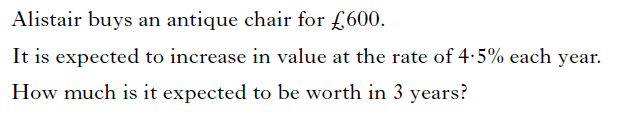 Alistair buys an antique chair for £600.
It is expected to increase in value at the rate of 4·5% each year.
How much is it expected to be worth in 3 years?